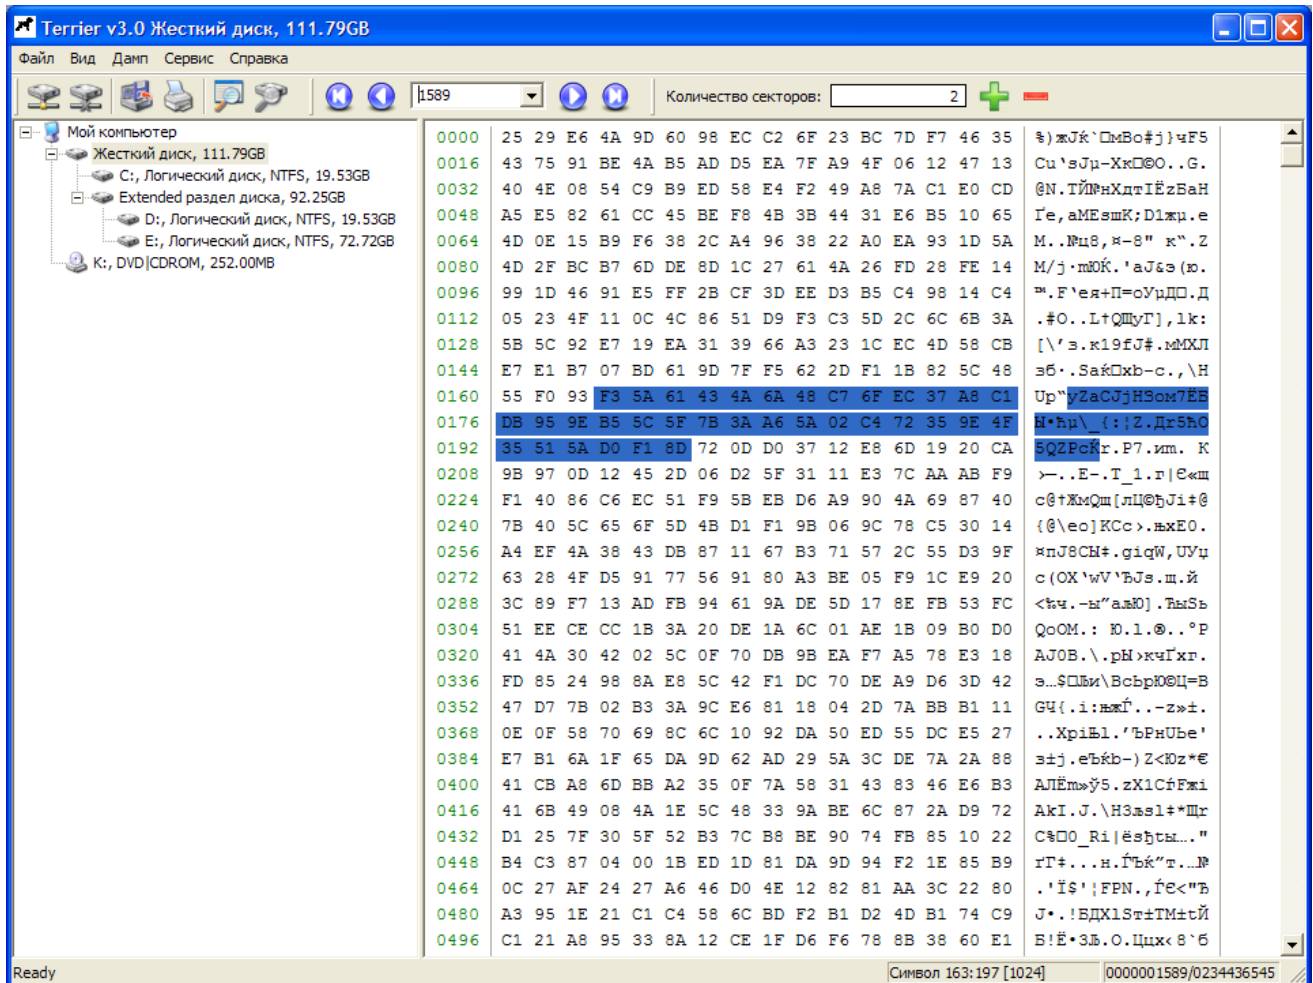 Terrier v3.0 Жесткий диск, 111.79GB
Файл Вид Дамп Сервис Справка
1589 Количество секторов: 2
Мой компьютер
Жесткий диск, 111.79GB
C:, Логический диск, NTFS, 19.53GB
Extended раздел диска, 92.25GB
D:, Логический диск, NTFS, 19.53GB
E:, Логический диск, NTFS, 72.72GB
K:, DVD|CDROM, 252.00MB
0000 25 29 E6 4A 9D 60 98 EC C2 6F 23 BC 7D F7 46 35
0016 43 75 91 BE 4A B5 AD D5 EA 7F A9 4F 06 12 47 13
0032 40 4E 08 54 C9 B9 ED 58 E4 F2 49 A8 7A C1 E0 CD
0048 A5 E5 82 61 CC 45 BE F8 4B 3B 44 31 E6 B5 10 65
0064 4D 0E 15 B9 F6 38 2C A4 96 38 22 A0 EA 93 1D 5A
0080 4D 2F BC B7 6D DE 8D 1C 27 61 4A 26 FD 28 FE 14
0096 99 1D 46 91 E5 FF 2B CF 3D EE D3 B5 C4 98 14 C4
0112 05 23 4F 11 0C 4C 86 51 D9 F3 C3 5D 2C 6C 6B 3A
0128 5B 5C 92 E7 19 EA 31 39 66 A3 23 1C EC 4D 58 CB
0144 E7 E1 B7 07 BD 61 9D 7F F5 62 2D F1 1B 82 5C 48
0160 55 F0 93 F3 5A 61 43 4A 6A 48 C7 6F EC 37 A8 C1
0176 DB 95 9E B5 5C 5F 7B 3A A6 5A 02 C4 72 35 9E 4F
0192 35 51 5A D0 F1 8D 72 0D D0 37 12 E8 6D 19 20 CA
0208 9B 97 0D 12 45 2D 06 D2 5F 31 11 E3 7C AA AB F9
0224 F1 40 86 C6 EC 51 F9 5B EB D6 A9 90 4A 69 87 40
0240 7B 40 5C 65 6F 5D 4B D1 F1 9B 06 9C 78 C5 30 14
0256 A4 EF 4A 38 43 DB 87 11 67 B3 71 57 2C 55 D3 9F
0272 63 28 4F D5 91 77 56 91 80 A3 BE 05 F9 1C E9 20
0288 3C 89 F7 13 AD FB 94 61 9A DE 5D 17 8E FB 53 FC
0304 51 EE CE CC 1B 3A 20 DE 1A 6C 01 AE 1B 09 B0 D0
0320 41 4A 30 42 02 5C 0F 70 DB 9B EA F7 A5 78 E3 18
0336 FD 85 24 98 8A E8 5C 42 F1 DC 70 DE A9 D6 3D 42
0352 47 D7 7B 02 B3 3A 9C E6 81 18 04 2D 7A BB B1 11
0368 0E 0F 58 70 69 8C 6C 10 92 DA 50 ED 55 DC E5 27
0384 E7 B1 6A 1F 65 DA 9D 62 AD 29 5A 3C DE 7A 2A 88
0400 41 CB A8 6D BB A2 35 0F 7A 58 31 43 83 46 E6 B3
0416 41 6B 49 08 4A 1E 5C 48 33 9A BE 6C 87 2A D9 72
0432 D1 25 7F 30 5F 52 B3 7C B8 BE 90 74 FB 85 10 22
0448 B4 C3 87 04 00 1B ED 1D 81 DA 9D 94 F2 1E 85 B9
0464 0C 27 AF 24 27 A6 46 D0 4E 12 82 81 AA 3C 22 80
0480 A3 95 1E 21 C1 C4 58 6C BD F2 B1 D2 4D B1 74 C9
0496 C1 21 A8 95 33 8A 12 CE 1F D6 F6 78 8B 38 60 E1
Ready Символ 163:197 [1024] 0000001589/0234436545